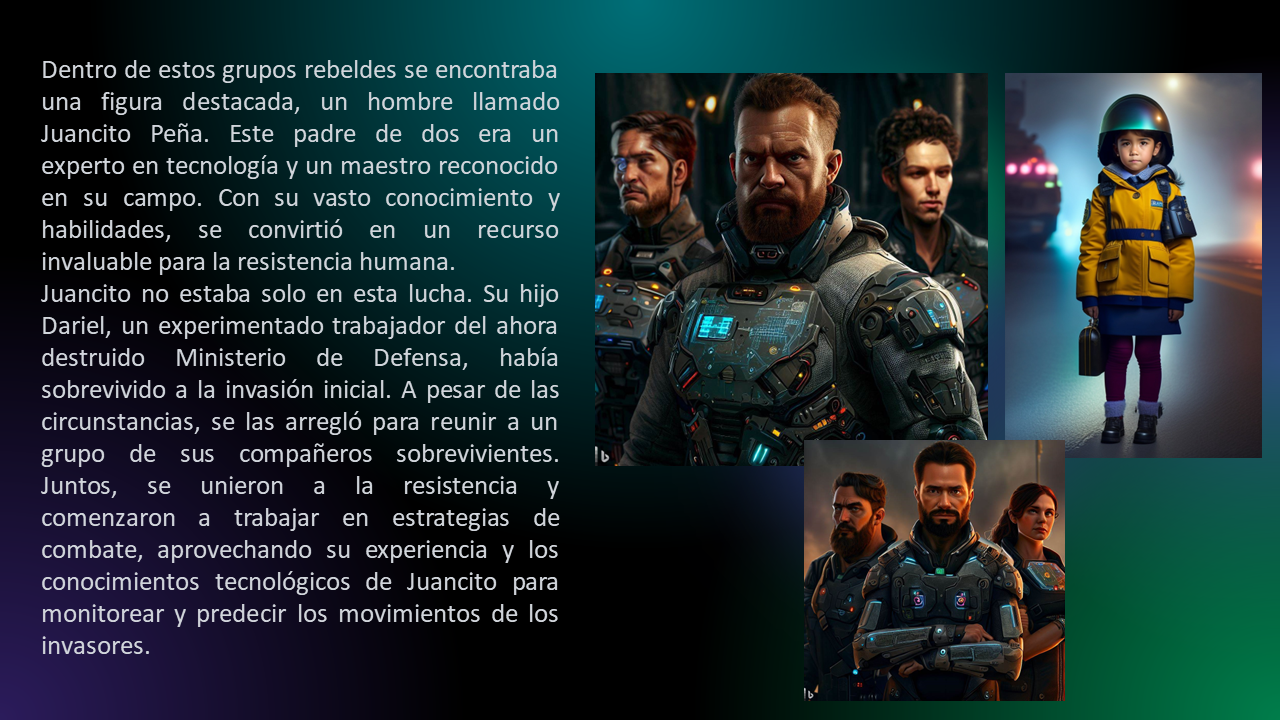 Dentro de estos grupos rebeldes se encontraba
una figura destacada, un hombre llamado
Juancito Peña. Este padre de dos era un
experto en tecnología y un maestro reconocido
en su campo. Con su vasto conocimiento y
habilidades, se convirtió en un recurso
invaluable para la resistencia humana.
Juancito no estaba solo en esta lucha. Su hijo
Dariel, un experimentado trabajador del ahora
destruido Ministerio de Defensa, había
sobrevivido a la invasión inicial. A pesar de las
circunstancias, se las arregló para reunir a un
grupo de sus compañeros sobrevivientes.
Juntos, se unieron a la resistencia y
comenzaron a trabajar en estrategias de
combate, aprovechando su experiencia y los
conocimientos tecnológicos de Juancito para
monitorear y predecir los movimientos de los
invasores.